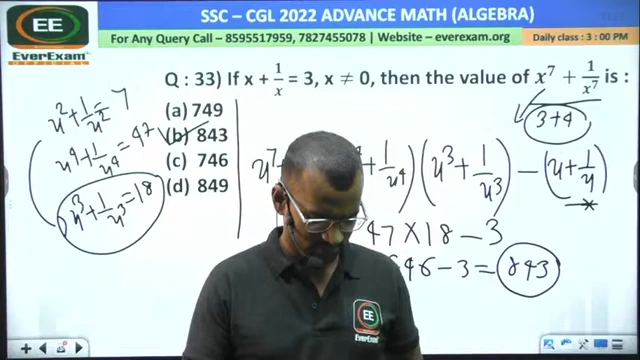 EE
EverExam
OFFICIAL
SSC – CGL 2022 ADVANCE MATH (ALGEBRA)
For Any Query Call – 8595517959, 7827455078 | Website – everexam.org
Daily class : 3 : 00 PM
Q : 33) If x + 1/x = 3, x ≠ 0, then the value of x⁷ + 1/x⁷ is :
(a) 749
(b) 843
(c) 746
(d) 849
x² + 1/x² = 7
x⁴ + 1/x⁴ = 47
x³ + 1/x³ = 18
3+4
x⁷ + 1/x⁴) (x³ + 1/x³) – (x + 1/x)
47 × 18 – 3
46 – 3 = 843
EE
EverExam